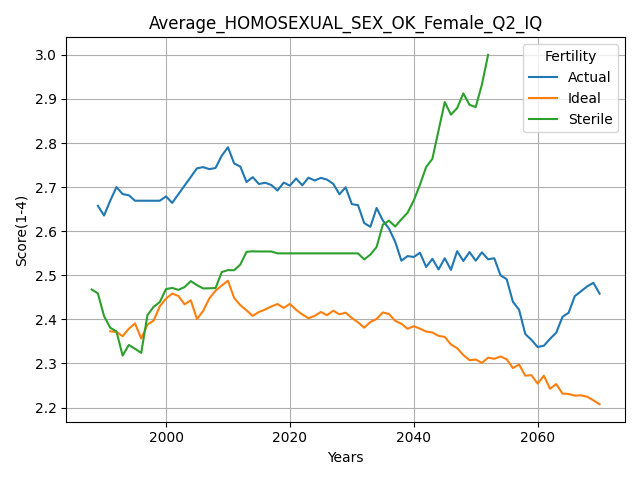 Average_HOMOSEXUAL_SEX_OK_Female_Q2_IQ
Fertility
Actual
Ideal
Sterile
Score(1-4)
3.0
2.9
2.8
2.7
2.6
2.5
2.4
2.3
2.2
2000 2020 2040 2060
Years